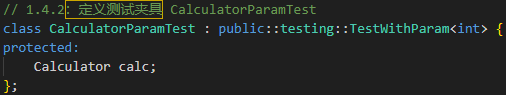 // 1.4.2: 定义测试夹具 CalculatorParamTest
class CalculatorParamTest : public::testing::TestWithParam<int> {
protected:
    Calculator calc;
};